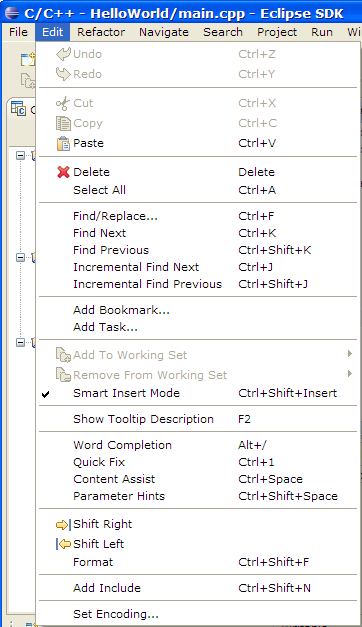 C/C++ - HelloWorld/main.cpp - Eclipse SDK
File Edit Refactor Navigate Search Project Run
Undo Ctrl+Z
Redo Ctrl+Y
Cut Ctrl+X
Copy Ctrl+C
Paste Ctrl+V
Delete Delete
Select All Ctrl+A
Find/Replace... Ctrl+F
Find Next Ctrl+K
Find Previous Ctrl+Shift+K
Incremental Find Next Ctrl+J
Incremental Find Previous Ctrl+Shift+J
Add Bookmark...
Add Task...
Add To Working Set
Remove From Working Set
Smart Insert Mode Ctrl+Shift+Insert
Show Tooltip Description F2
Word Completion Alt+/
Quick Fix Ctrl+1
Content Assist Ctrl+Space
Parameter Hints Ctrl+Shift+Space
Shift Right
Shift Left
Format Ctrl+Shift+F
Add Include Ctrl+Shift+N
Set Encoding...